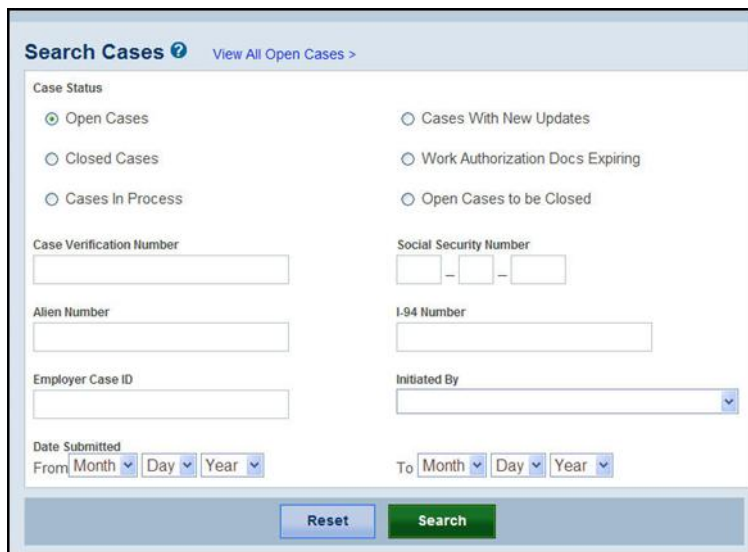 Search Cases ? View All Open Cases >
Case Status
Open Cases Cases With New Updates
Closed Cases Work Authorization Docs Expiring
Cases In Process Open Cases to be Closed
Case Verification Number Social Security Number
– –
Alien Number I-94 Number
Employer Case ID Initiated By
Date Submitted
From Month Day Year To Month Day Year
Reset Search